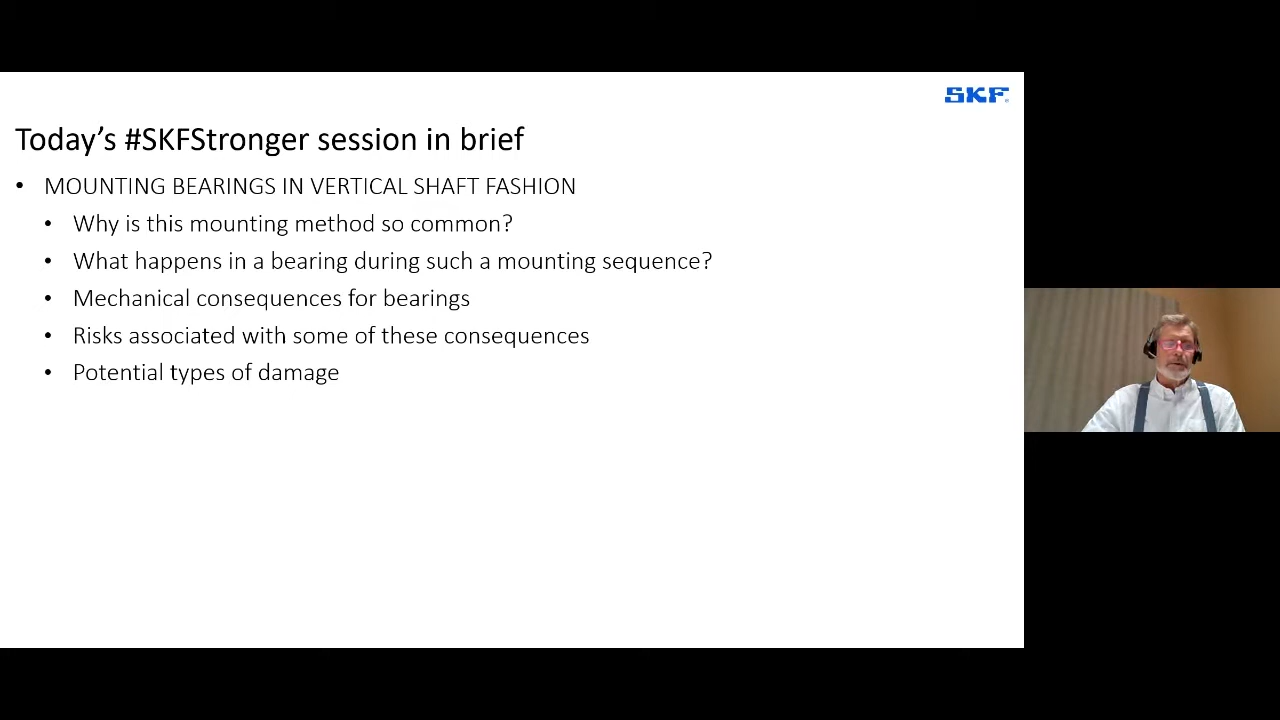 SKF
Today’s #SKFStronger session in brief
• MOUNTING BEARINGS IN VERTICAL SHAFT FASHION
• Why is this mounting method so common?
• What happens in a bearing during such a mounting sequence?
• Mechanical consequences for bearings
• Risks associated with some of these consequences
• Potential types of damage